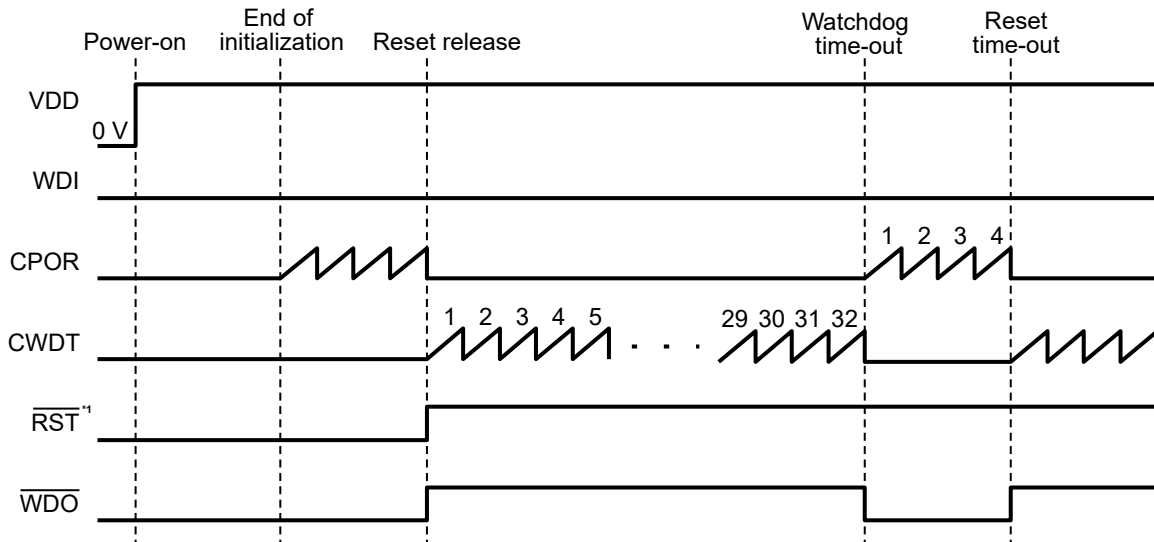 Power-on
End of
initialization
Reset release
Watchdog
time-out
Reset
time-out
VDD
0 V
WDI
CPOR
1 2 3 4
CWDT
1 2 3 4 5 . . . . 29 30 31 32
RST*1
WDO